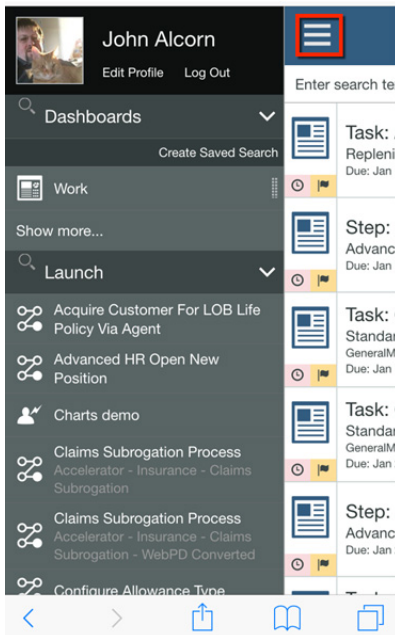 John Alcorn
Edit Profile Log Out
Dashboards
Create Saved Search
Work
Show more...
Launch
Acquire Customer For LOB Life
Policy Via Agent
Advanced HR Open New
Position
Charts demo
Claims Subrogation Process
Accelerator - Insurance - Claims
Subrogation
Claims Subrogation Process
Accelerator - Insurance - Claims
Subrogation - WebPD Converted
Configure Allowance Type
Enter search te
Task:
Repleni
Due: Jan
Step:
Advanc
Due: Jan
Task:
Standar
GeneralM
Due: Jan
Task:
Standar
GeneralM
Due: Jan
Step:
Advanc
Due: Jan